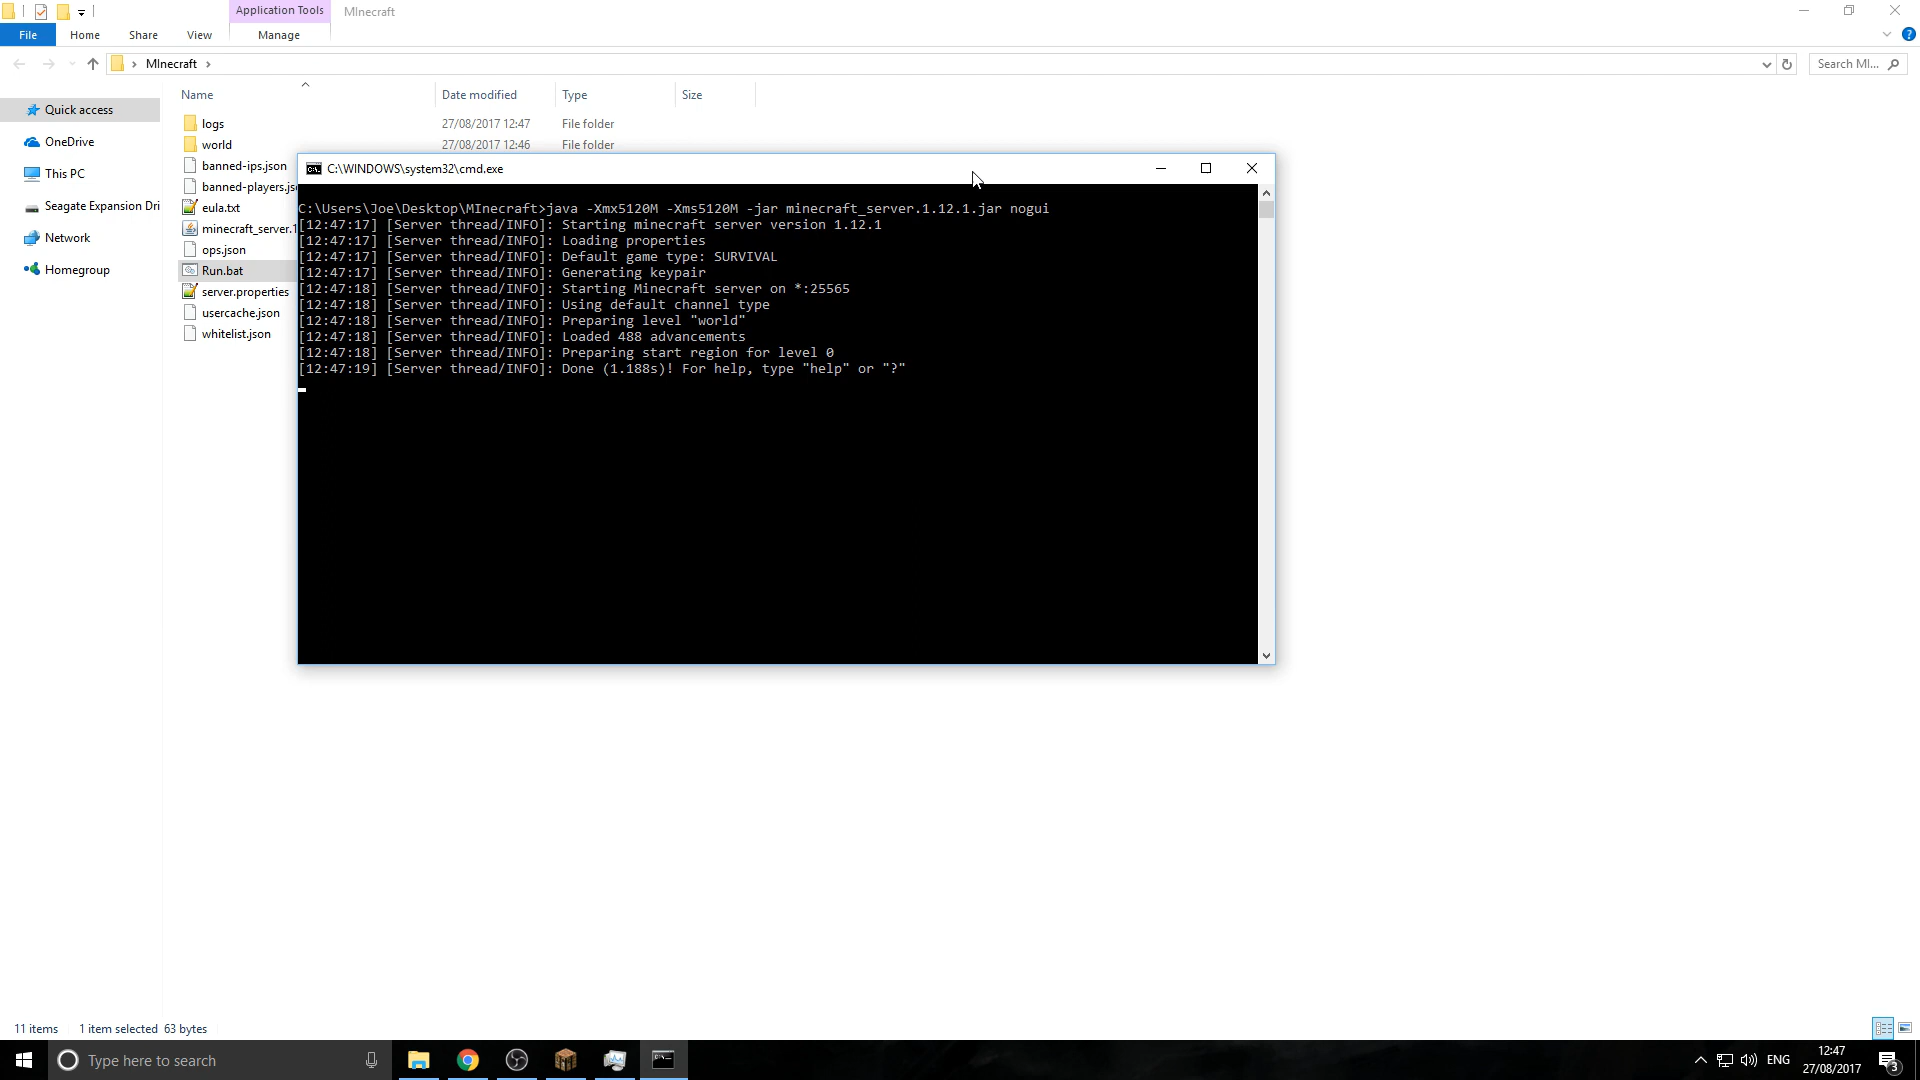 Application Tools
MInecraft
File
Home
Share
View
Manage
MInecraft
Search MI...
Name
Date modified
Type
Size
Quick access
OneDrive
This PC
Seagate Expansion Dri
Network
Homegroup
logs
27/08/2017 12:47
File folder
world
27/08/2017 12:46
File folder
banned-ips.json
banned-players.js
eula.txt
minecraft_server.1
ops.json
Run.bat
server.properties
usercache.json
whitelist.json
C:\WINDOWS\system32\cmd.exe
C:\Users\Joe\Desktop\MInecraft>java -Xmx5120M -Xms5120M -jar minecraft_server.1.12.1.jar nogui
[12:47:17] [Server thread/INFO]: Starting minecraft server version 1.12.1
[12:47:17] [Server thread/INFO]: Loading properties
[12:47:17] [Server thread/INFO]: Default game type: SURVIVAL
[12:47:17] [Server thread/INFO]: Generating keypair
[12:47:18] [Server thread/INFO]: Starting Minecraft server on *:25565
[12:47:18] [Server thread/INFO]: Using default channel type
[12:47:18] [Server thread/INFO]: Preparing level "world"
[12:47:18] [Server thread/INFO]: Loaded 488 advancements
[12:47:18] [Server thread/INFO]: Preparing start region for level 0
[12:47:19] [Server thread/INFO]: Done (1.188s)! For help, type "help" or "?"
11 items
1 item selected 63 bytes
Type here to search
ENG
12:47
27/08/2017
3